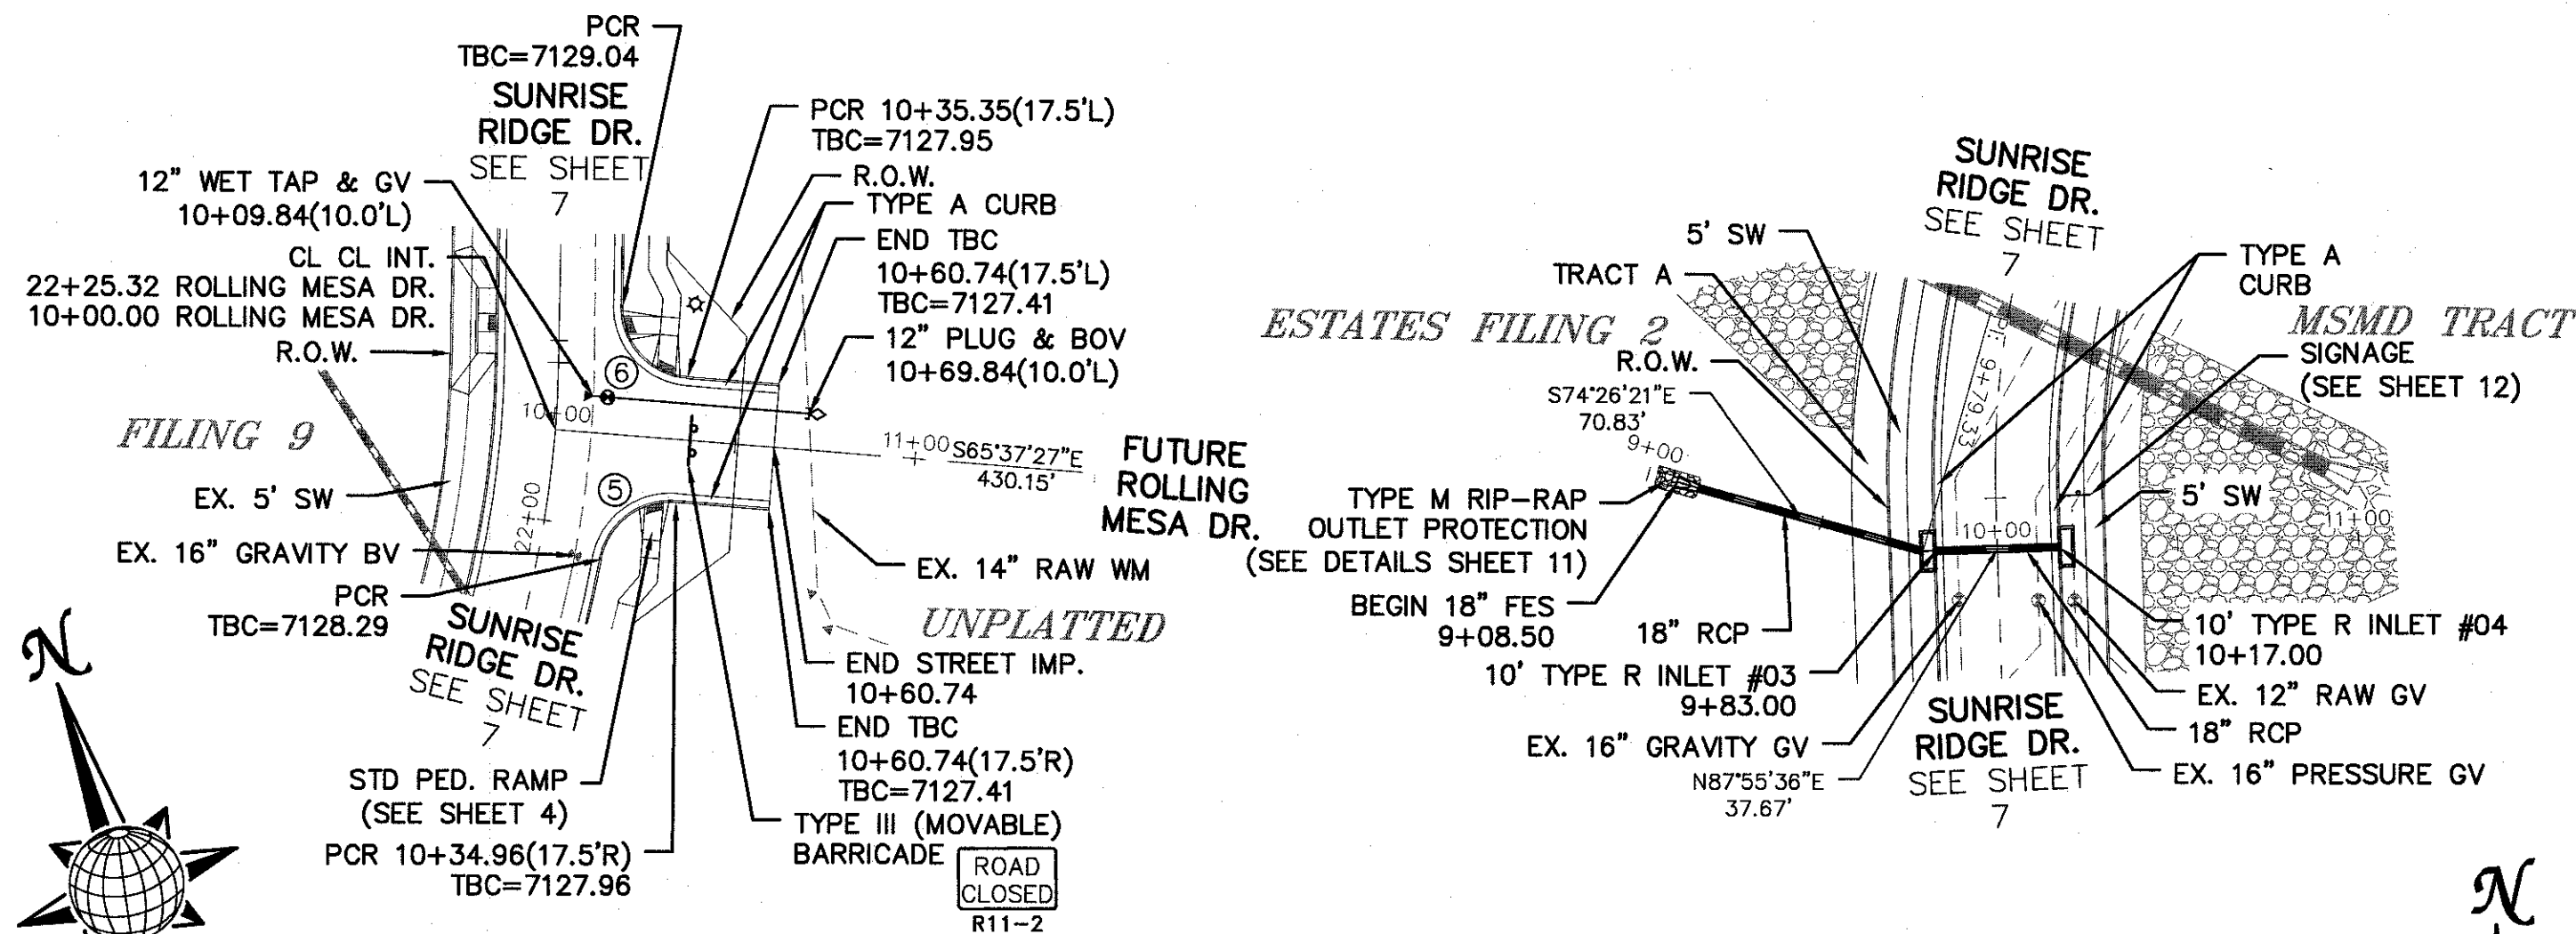 PCR
TBC=7129.04
SUNRISE
RIDGE DR.
SEE SHEET
7
PCR 10+35.35(17.5'L)
TBC=7127.95
R.O.W.
TYPE A CURB
END TBC
10+60.74(17.5'L)
TBC=7127.41
12" PLUG & BOV
10+69.84(10.0'L)
12" WET TAP & GV
10+09.84(10.0'L)
CL CL INT.
22+25.32 ROLLING MESA DR.
10+00.00 ROLLING MESA DR.
R.O.W.
FILING 9
EX. 5' SW
EX. 16" GRAVITY BV
PCR
TBC=7128.29
6
5
10+00
22+00
11+00
S65°37'27"E
430.15'
FUTURE
ROLLING
MESA DR.
EX. 14" RAW WM
UNPLATTED
END STREET IMP.
10+60.74
END TBC
10+60.74(17.5'R)
TBC=7127.41
TYPE III (MOVABLE)
BARRICADE
ROAD
CLOSED
R11-2
SUNRISE
RIDGE DR.
SEE SHEET
7
STD PED. RAMP
(SEE SHEET 4)
PCR 10+34.96(17.5'R)
TBC=7127.96
N
SUNRISE
RIDGE DR.
SEE SHEET
7
5' SW
TRACT A
ESTATES FILING 2
R.O.W.
S74°26'21"E
70.83'
9+00
TYPE M RIP-RAP
OUTLET PROTECTION
(SEE DETAILS SHEET 11)
BEGIN 18" FES
9+08.50
18" RCP
10' TYPE R INLET #03
9+83.00
EX. 16" GRAVITY GV
N87°55'36"E
37.67'
PI: 9+79.33
10+00
11+00
TYPE A
CURB
MSMD TRACT
SIGNAGE
(SEE SHEET 12)
5' SW
10' TYPE R INLET #04
10+17.00
EX. 12" RAW GV
18" RCP
EX. 16" PRESSURE GV
SUNRISE
RIDGE DR.
SEE SHEET
7
N